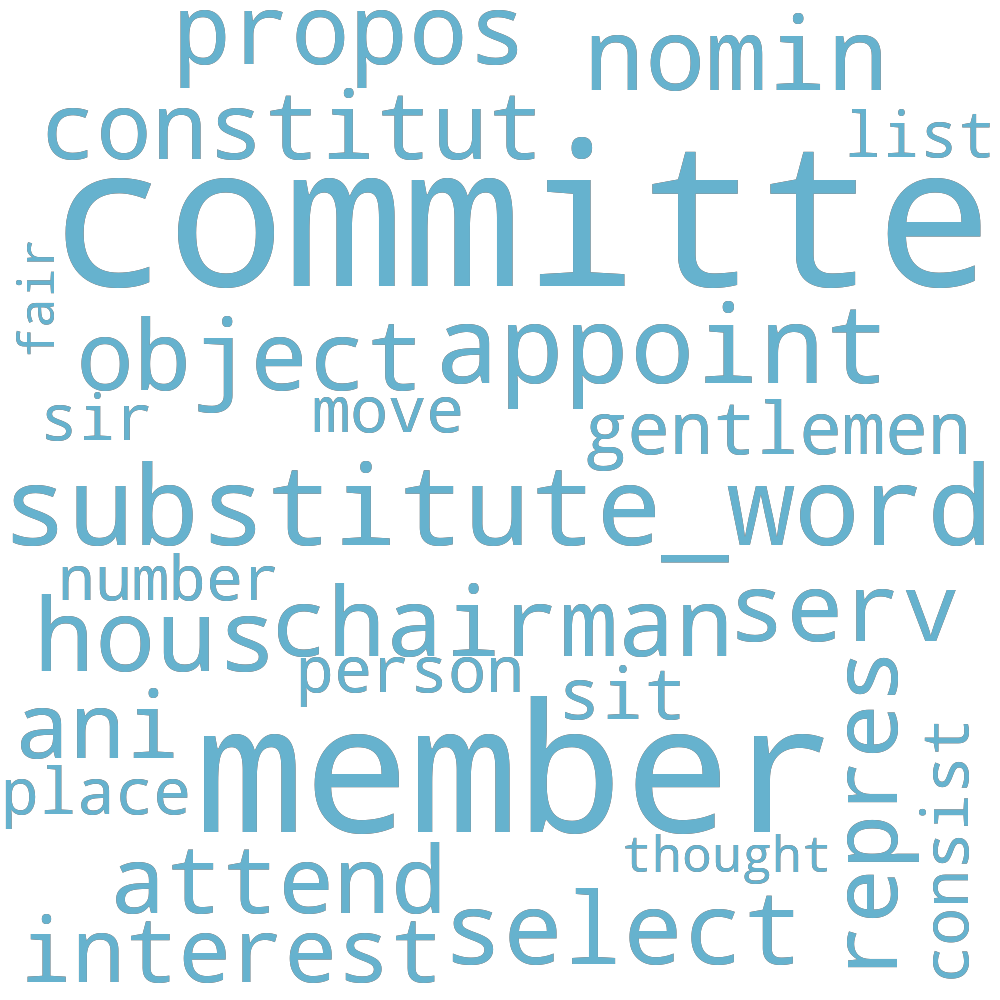 propos
nomin
constitut
list
committe
fair
object
appoint
sir
move
gentlemen
substitute_word
number
hous
chairman
serv
person
sit
repres
ani
member
consist
place
thought
attend
select
interest